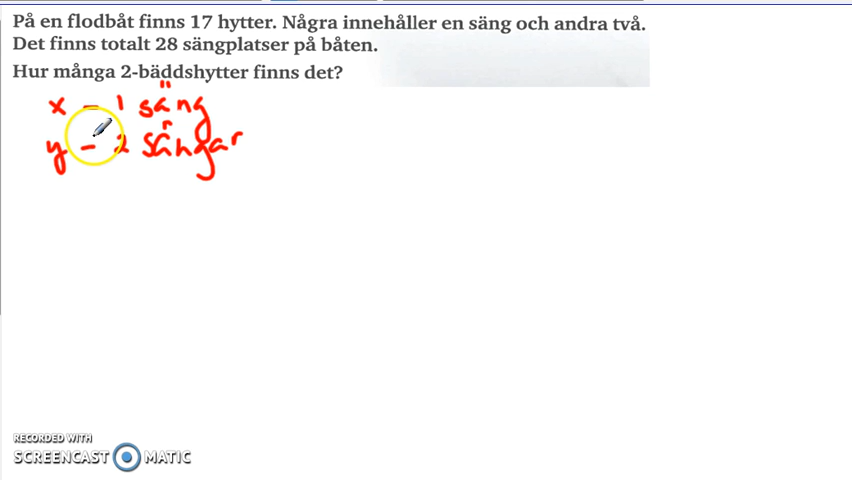 På en flodbåt finns 17 hytter. Några innehåller en säng och andra två.
Det finns totalt 28 sängplatser på båten.
Hur många 2-bäddshytter finns det?
x - 1 säng
y - 2 sängar
RECORDED WITH
SCREENCAST MATIC